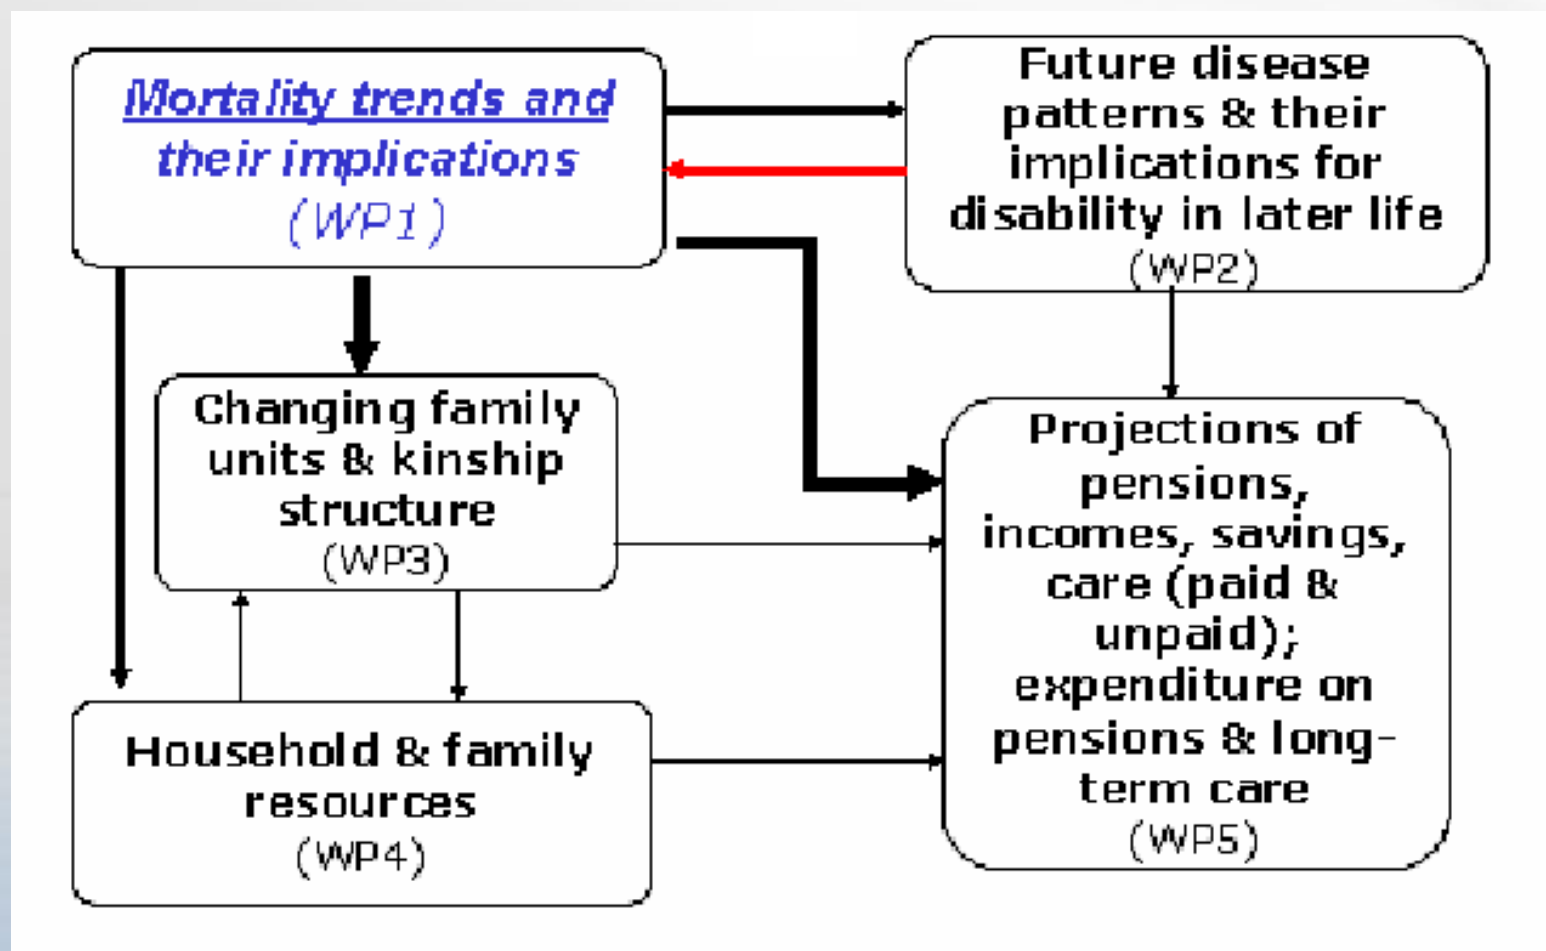 Mortality trends and
their implications
(WP1)
Future disease
patterns & their
implications for
disability in later life
(WP2)
Changing family
units & kinship
structure
(WP3)
Projections of
pensions,
incomes, savings,
care (paid &
unpaid);
expenditure on
pensions & long-
term care
(WP5)
Household & family
resources
(WP4)